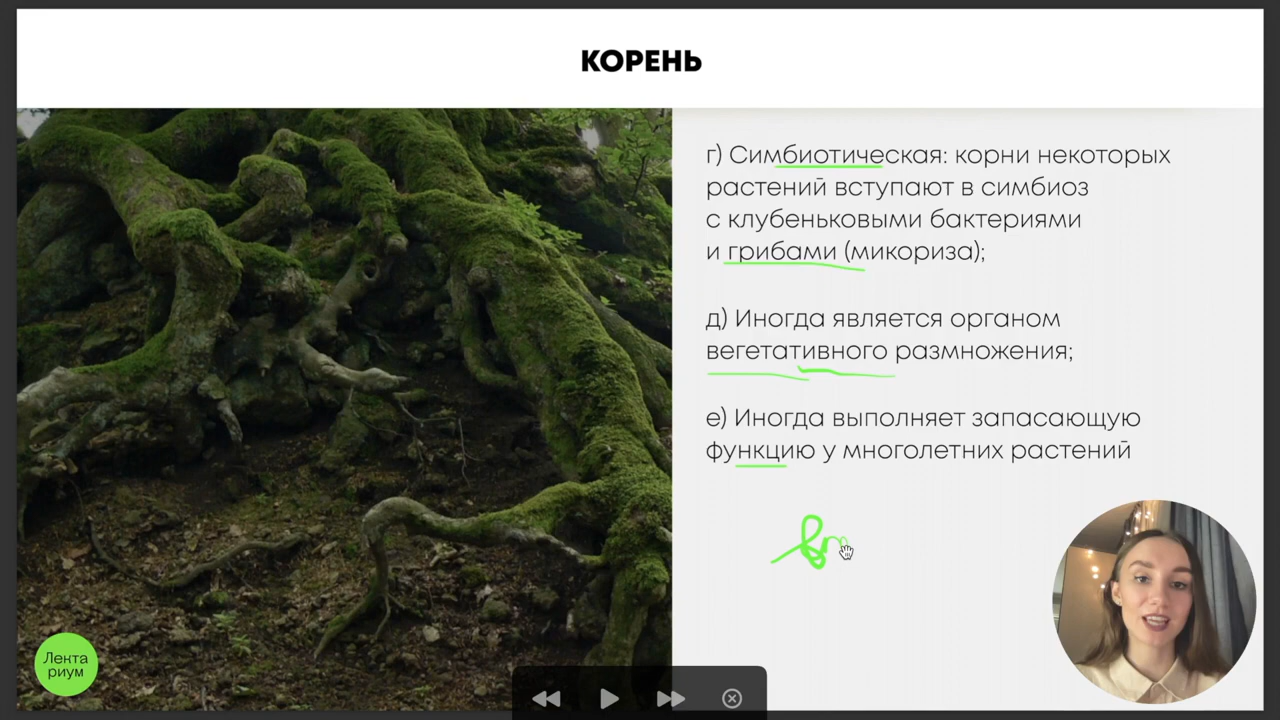 КОРЕНЬ
г) Симбиотическая: корни некоторых
растений вступают в симбиоз
с клубеньковыми бактериями
и грибами (микориза);
д) Иногда является органом
вегетативного размножения;
е) Иногда выполняет запасающую
функцию у многолетних растений
Лента
риум